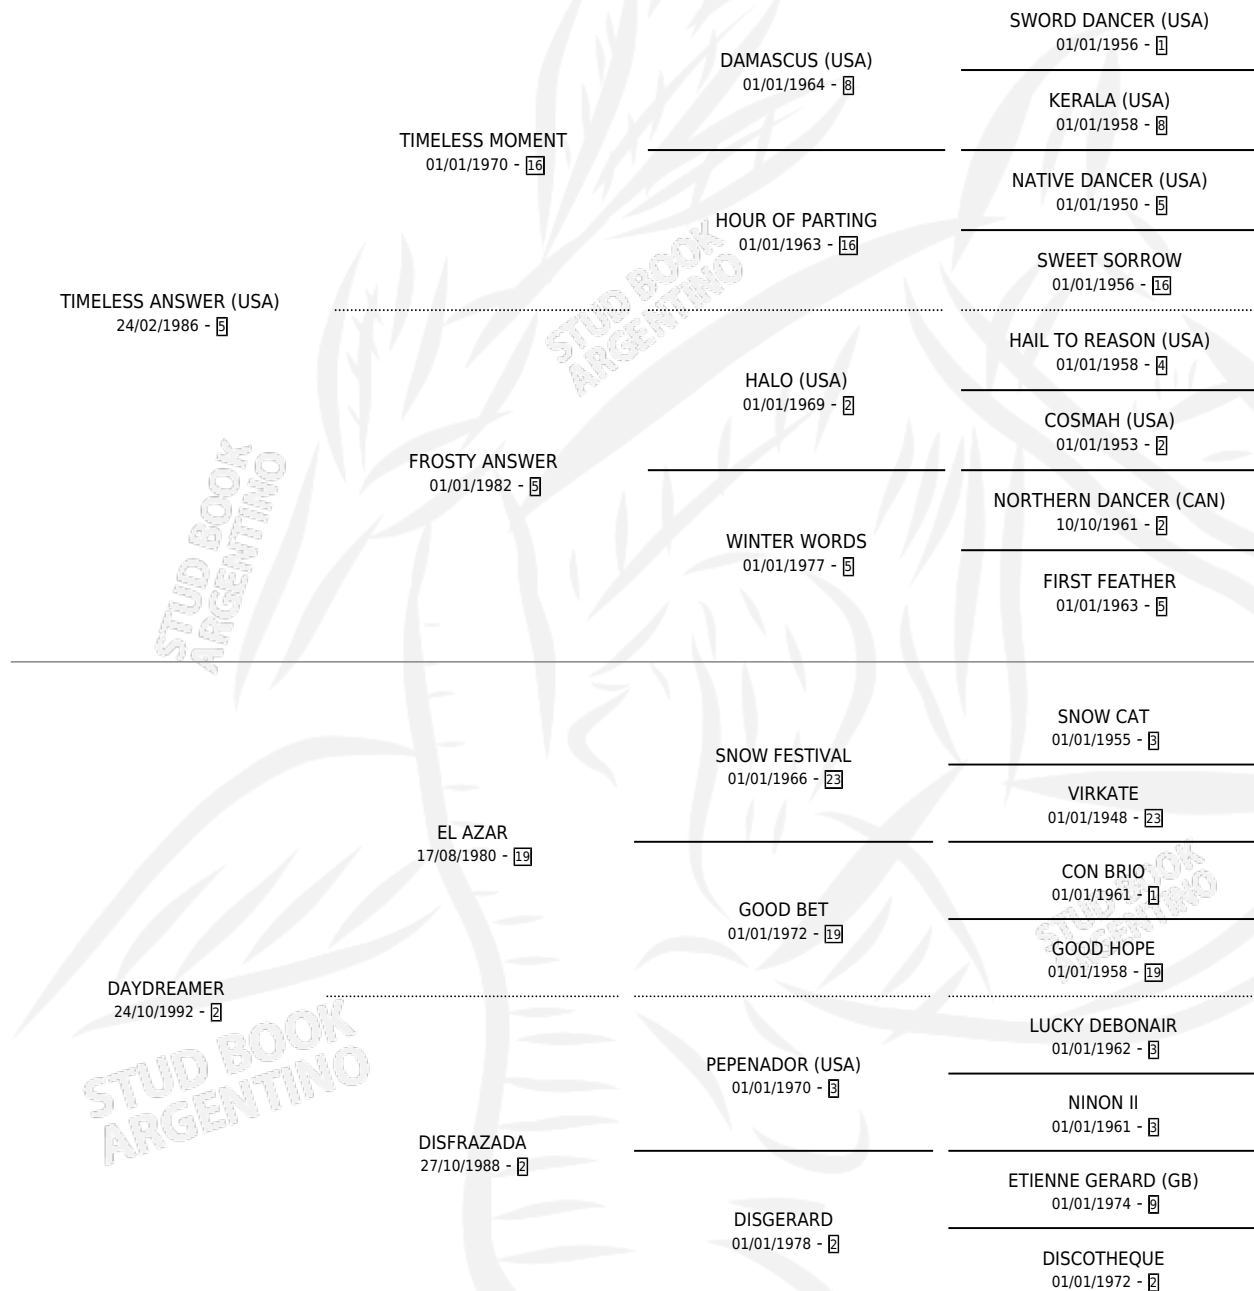 SWORD DANCER (USA)
01/01/1956 - 1
DAMASCUS (USA)
01/01/1964 - 8
KERALA (USA)
01/01/1958 - 8
TIMELESS MOMENT
01/01/1970 - 16
NATIVE DANCER (USA)
01/01/1950 - 5
HOUR OF PARTING
01/01/1963 - 16
SWEET SORROW
01/01/1956 - 16
TIMELESS ANSWER (USA)
24/02/1986 - 5
HAIL TO REASON (USA)
01/01/1958 - 4
HALO (USA)
01/01/1969 - 2
COSMAH (USA)
01/01/1953 - 2
FROSTY ANSWER
01/01/1982 - 5
NORTHERN DANCER (CAN)
10/10/1961 - 2
WINTER WORDS
01/01/1977 - 5
FIRST FEATHER
01/01/1963 - 5
SNOW CAT
01/01/1955 - 3
SNOW FESTIVAL
01/01/1966 - 23
VIRKATE
01/01/1948 - 23
EL AZAR
17/08/1980 - 19
CON BRIO
01/01/1961 - 1
GOOD BET
01/01/1972 - 19
GOOD HOPE
01/01/1958 - 19
DAYDREAMER
24/10/1992 - 2
LUCKY DEBONAIR
01/01/1962 - 3
PEPENADOR (USA)
01/01/1970 - 3
NINON II
01/01/1961 - 3
DISFRAZADA
27/10/1988 - 2
ETIENNE GERARD (GB)
01/01/1974 - 9
DISGERARD
01/01/1978 - 2
DISCOTHEQUE
01/01/1972 - 2
STUD BOOK
ARGENTINO
STUD BOOK
ARGENTINO
STUD BOOK
ARGENTINO
STUD BOOK
ARGENTINO